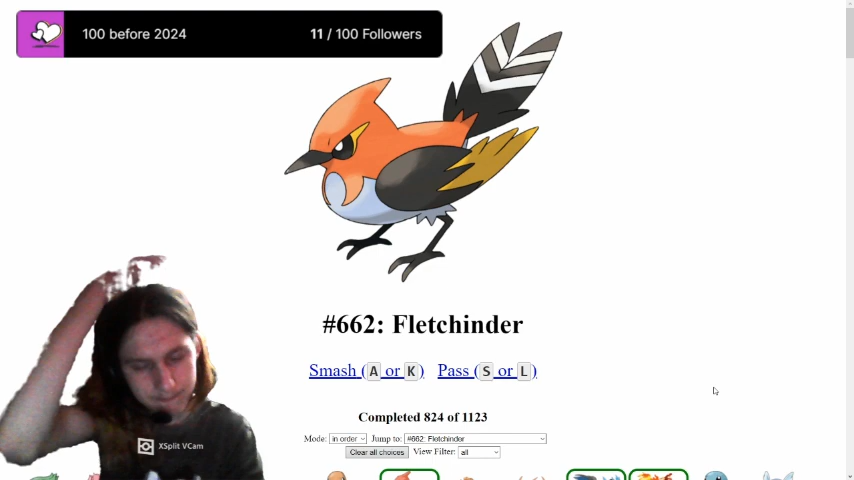 100 before 2024 11 / 100 Followers
#662: Fletchinder
Smash (A or K) Pass (S or L)
Completed 824 of 1123
Mode: in order Jump to: #662: Fletchinder
Clear all choices View Filter: all
XSplit VCam